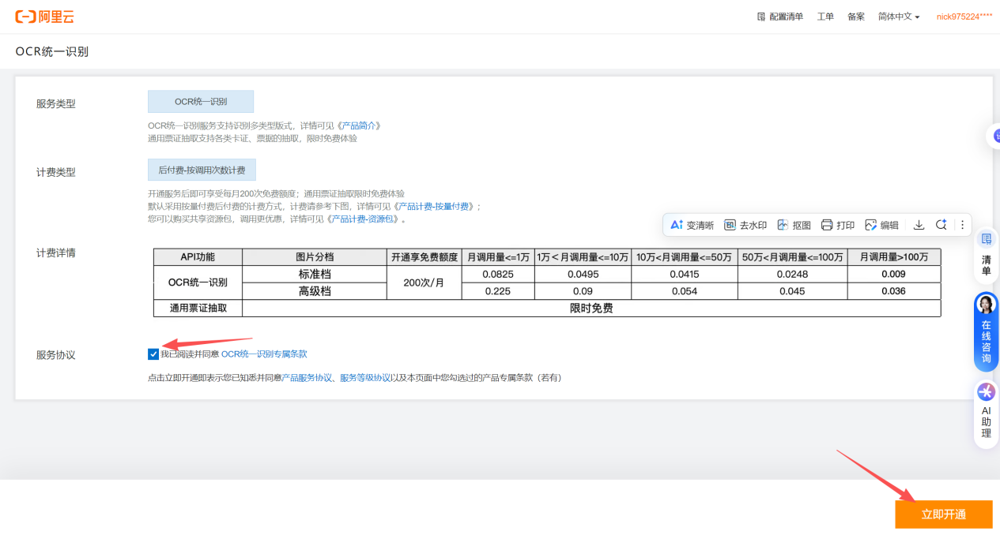 阿里云
配置清单 工单 备案 简体中文 nick975224****
OCR统一识别
服务类型
OCR统一识别
OCR统一识别服务支持识别多类型版式，详情可见《产品简介》
通用票证抽取支持各类卡证、票据的抽取，限时免费体验
计费类型
后付费-按调用次数计费
开通服务后即可享受每月200次免费额度；通用票证抽取限时免费体验
默认采用按量付费后付费的计费方式，计费请参考下图，详情可见《产品计费-按量付费》；
您可以购买共享资源包，调用更优惠，详情可见《产品计费-资源包》。
Ai 变清晰 去水印 抠图 打印 编辑
计费详情
API功能 图片分档 开通享免费额度 月调用量<=1万 1万＜月调用量<=10万 10万<月调用量<=50万 50万<月调用量<=100万 月调用量>100万
OCR统一识别 标准档 200次/月 0.0825 0.0495 0.0415 0.0248 0.009
高级档 0.225 0.09 0.054 0.045 0.036
通用票证抽取 限时免费
服务协议
我已阅读并同意 OCR统一识别专属条款
点击立即开通即表示您已知悉并同意产品服务协议、服务等级协议以及本页面中您勾选过的产品专属条款（若有）
清单
在线咨询
AI助理
立即开通